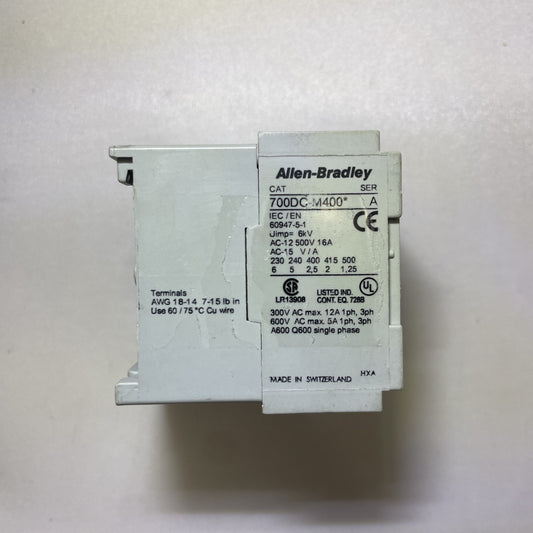 Allen-Bradley
CAT SER
700DC-M400* A
IEC/EN
60947-5-1
CE
Uimp= 6kV
AC-12 500V 16A
AC-15 V/A
230 240 400 415 500
6 5 2,5 2 1,25
SA
LR13908
LISTED IND.
CONT. EQ. 728B
UL
300V AC max. 12A 1ph, 3ph
600V AC max. 5A 1ph, 3ph
A600 Q600 single phase
HXA
MADE IN SWITZERLAND
Terminals
AWG 18-14 7-15 lb in
Use 60 / 75 °C Cu wire